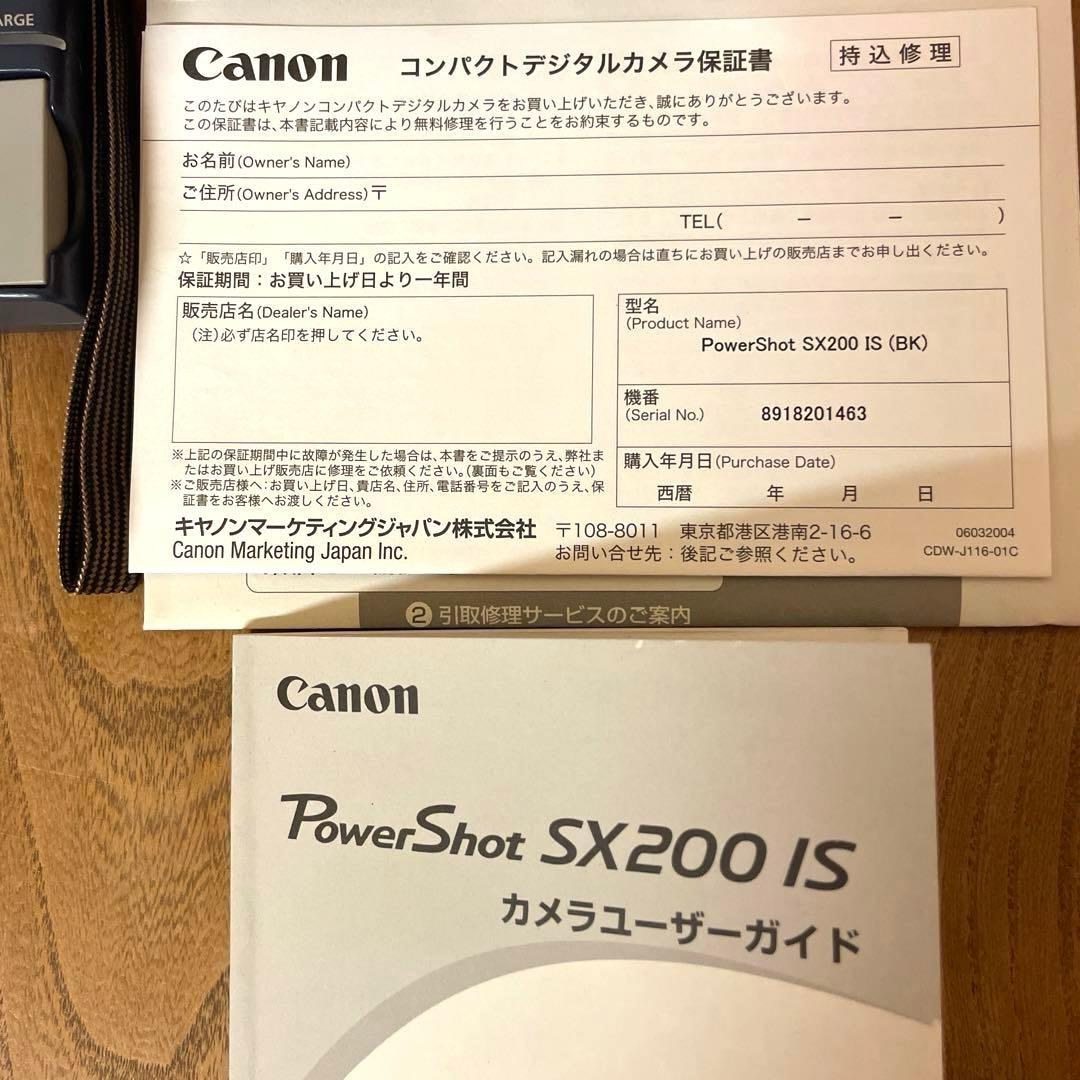 ARGE
Canon コンパクトデジタルカメラ保証書 持込修理
このたびはキヤノンコンパクトデジタルカメラをお買い上げいただき、誠にありがとうございます。
この保証書は、本書記載内容により無料修理を行うことをお約束するものです。
お名前(Owner's Name)
ご住所(Owner's Address)〒
TEL( － － )
☆「販売店印」「購入年月日」の記入をご確認ください。記入漏れの場合は直ちにお買い上げの販売店までお申し出ください。
保証期間：お買い上げ日より一年間
販売店名(Dealer's Name)
(注)必ず店名印を押してください。
型名
(Product Name)
PowerShot SX200 IS (BK)
機番
(Serial No.) 8918201463
購入年月日(Purchase Date)
西暦 年 月 日
※上記の保証期間中に故障が発生した場合は、本書をご提示のうえ、弊社ま
たはお買い上げ販売店に修理をご依頼ください。(裏面もご覧ください)
※ご販売店様へ：お買い上げ日、貴店名、住所、電話番号をご記入のうえ、保
証書をお客様へお渡しください。
キヤノンマーケティングジャパン株式会社 〒108-8011 東京都港区港南2-16-6 06032004
Canon Marketing Japan Inc. お問い合せ先：後記ご参照ください。 CDW-J116-01C
② 引取修理サービスのご案内
Canon
PowerShot SX200 IS
カメラユーザーガイド